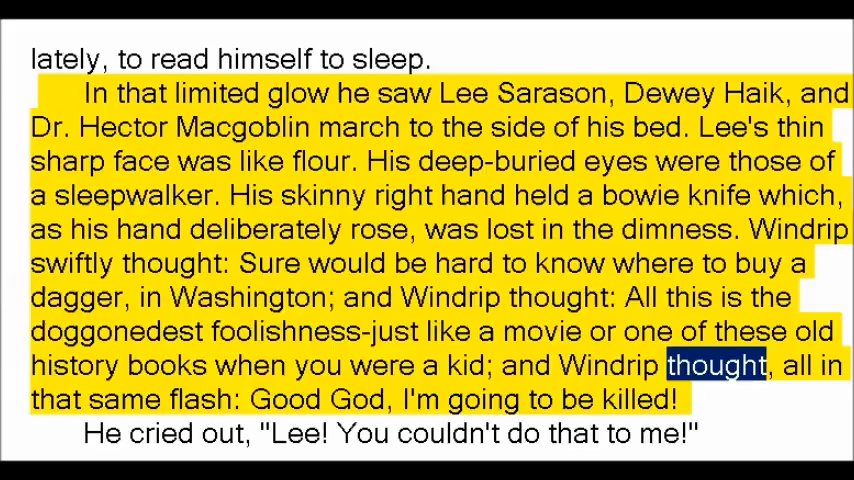 lately, to read himself to sleep.
In that limited glow he saw Lee Sarason, Dewey Haik, and
Dr. Hector Macgoblin march to the side of his bed. Lee's thin
sharp face was like flour. His deep-buried eyes were those of
a sleepwalker. His skinny right hand held a bowie knife which,
as his hand deliberately rose, was lost in the dimness. Windrip
swiftly thought: Sure would be hard to know where to buy a
dagger, in Washington; and Windrip thought: All this is the
doggonedest foolishness-just like a movie or one of these old
history books when you were a kid; and Windrip thought, all in
that same flash: Good God, I'm going to be killed!
He cried out, "Lee! You couldn't do that to me!"